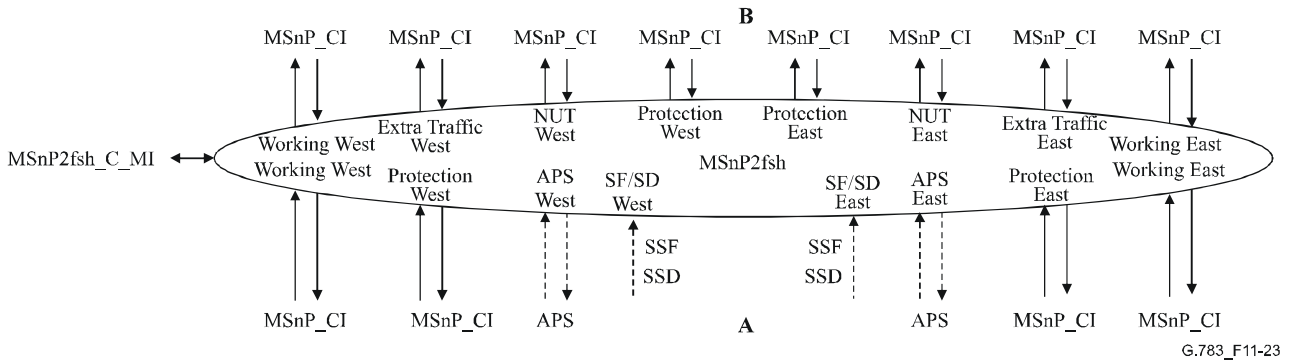 B
MSnP_CI MSnP_CI MSnP_CI MSnP_CI MSnP_CI MSnP_CI MSnP_CI MSnP_CI
Working West Extra Traffic West NUT West Protection West Protection East NUT East Extra Traffic East Working East
MSnP2fsh_C_MI
MSnP2fsh
Working West Protection West APS West SF/SD West SF/SD East APS East Protection East Working East
SSF SSF
SSD SSD
MSnP_CI MSnP_CI APS A APS MSnP_CI MSnP_CI
G.783_F11-23